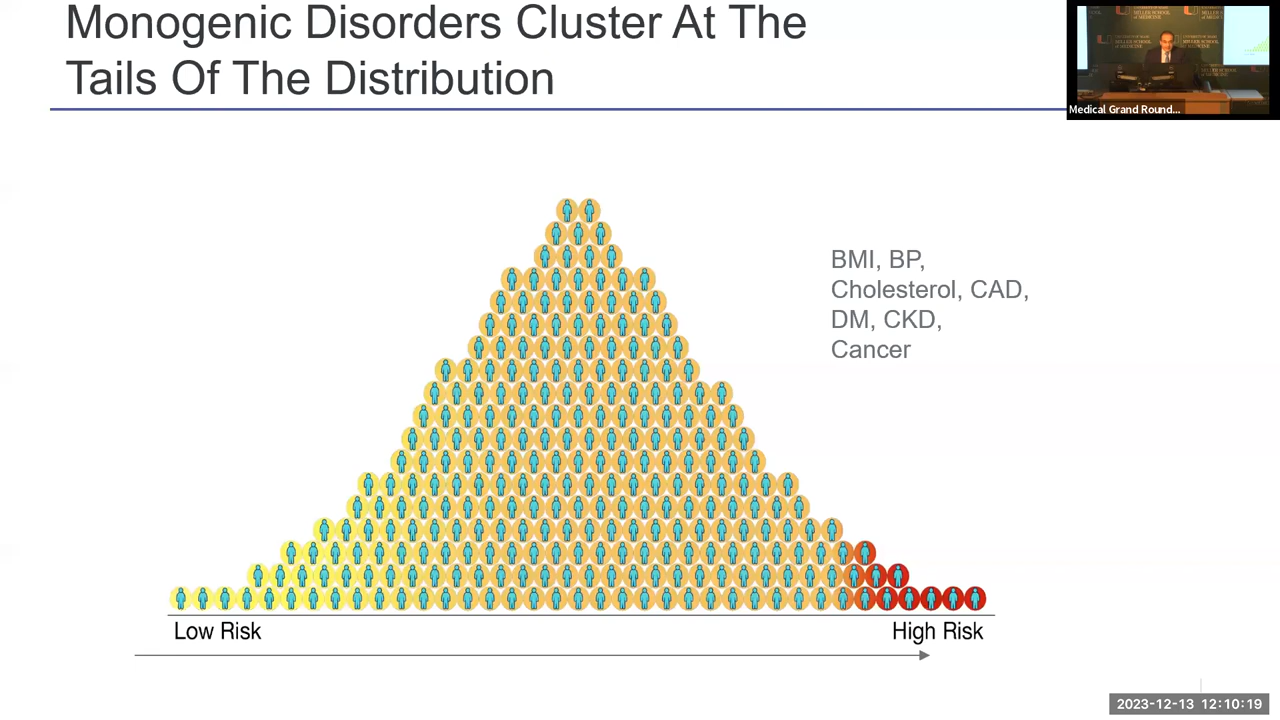 Monogenic Disorders Cluster At The
Tails Of The Distribution
Medical Grand Round...
BMI, BP,
Cholesterol, CAD,
DM, CKD,
Cancer
Low Risk
High Risk
2023-12-13 12:10:19